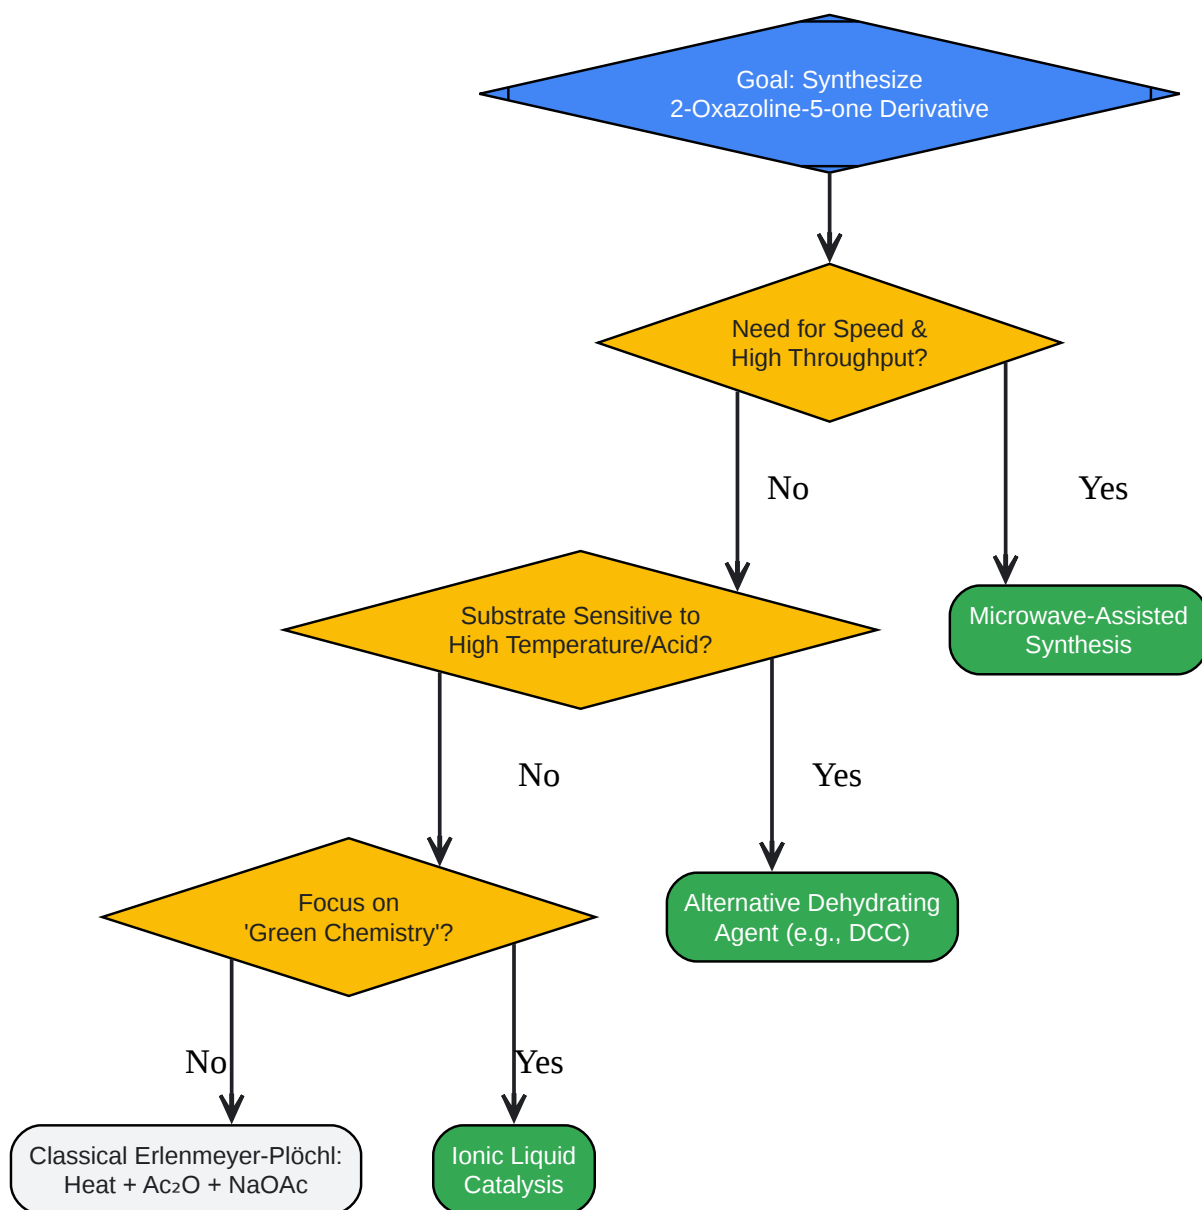 Goal: Synthesize
2-Oxazoline-5-one Derivative
Need for Speed &
High Throughput?
No
Yes
Substrate Sensitive to
High Temperature/Acid?
Microwave-Assisted
Synthesis
No
Yes
Focus on
'Green Chemistry'?
Alternative Dehydrating
Agent (e.g., DCC)
No
Yes
Classical Erlenmeyer-Plöchl:
Heat + Ac₂O + NaOAc
Ionic Liquid
Catalysis